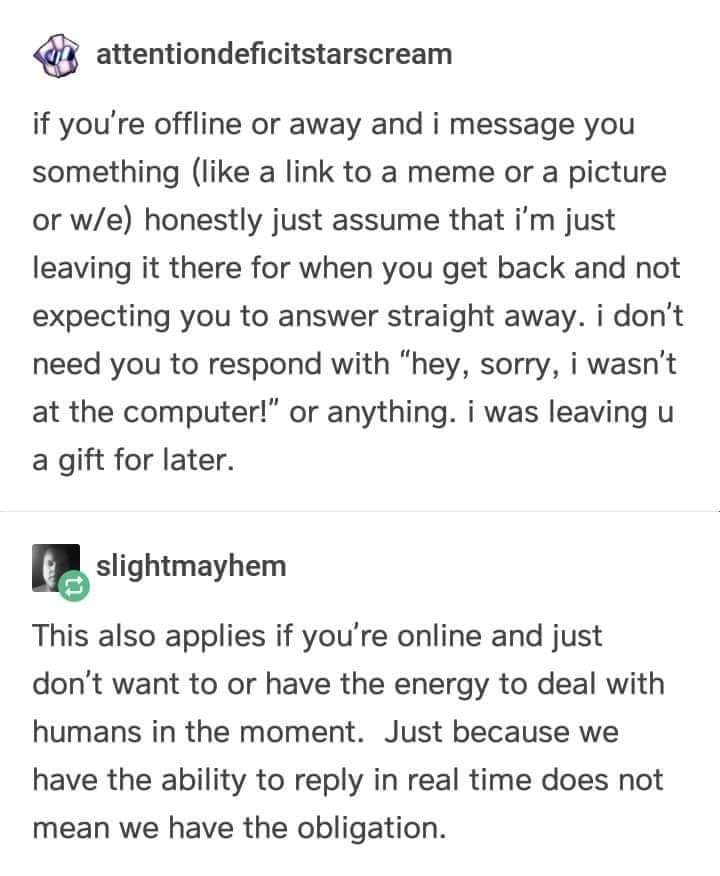 attentiondeficitstarscream
if you're offline or away and i message you
something (like a link to a meme or a picture
or w/e) honestly just assume that i'm just
leaving it there for when you get back and not
expecting you to answer straight away. i don't
need you to respond with “hey, sorry, i wasn't
at the computer!” or anything. i was leaving u
a gift for later.
slightmayhem
This also applies if you're online and just
don't want to or have the energy to deal with
humans in the moment.  Just because we
have the ability to reply in real time does not
mean we have the obligation.